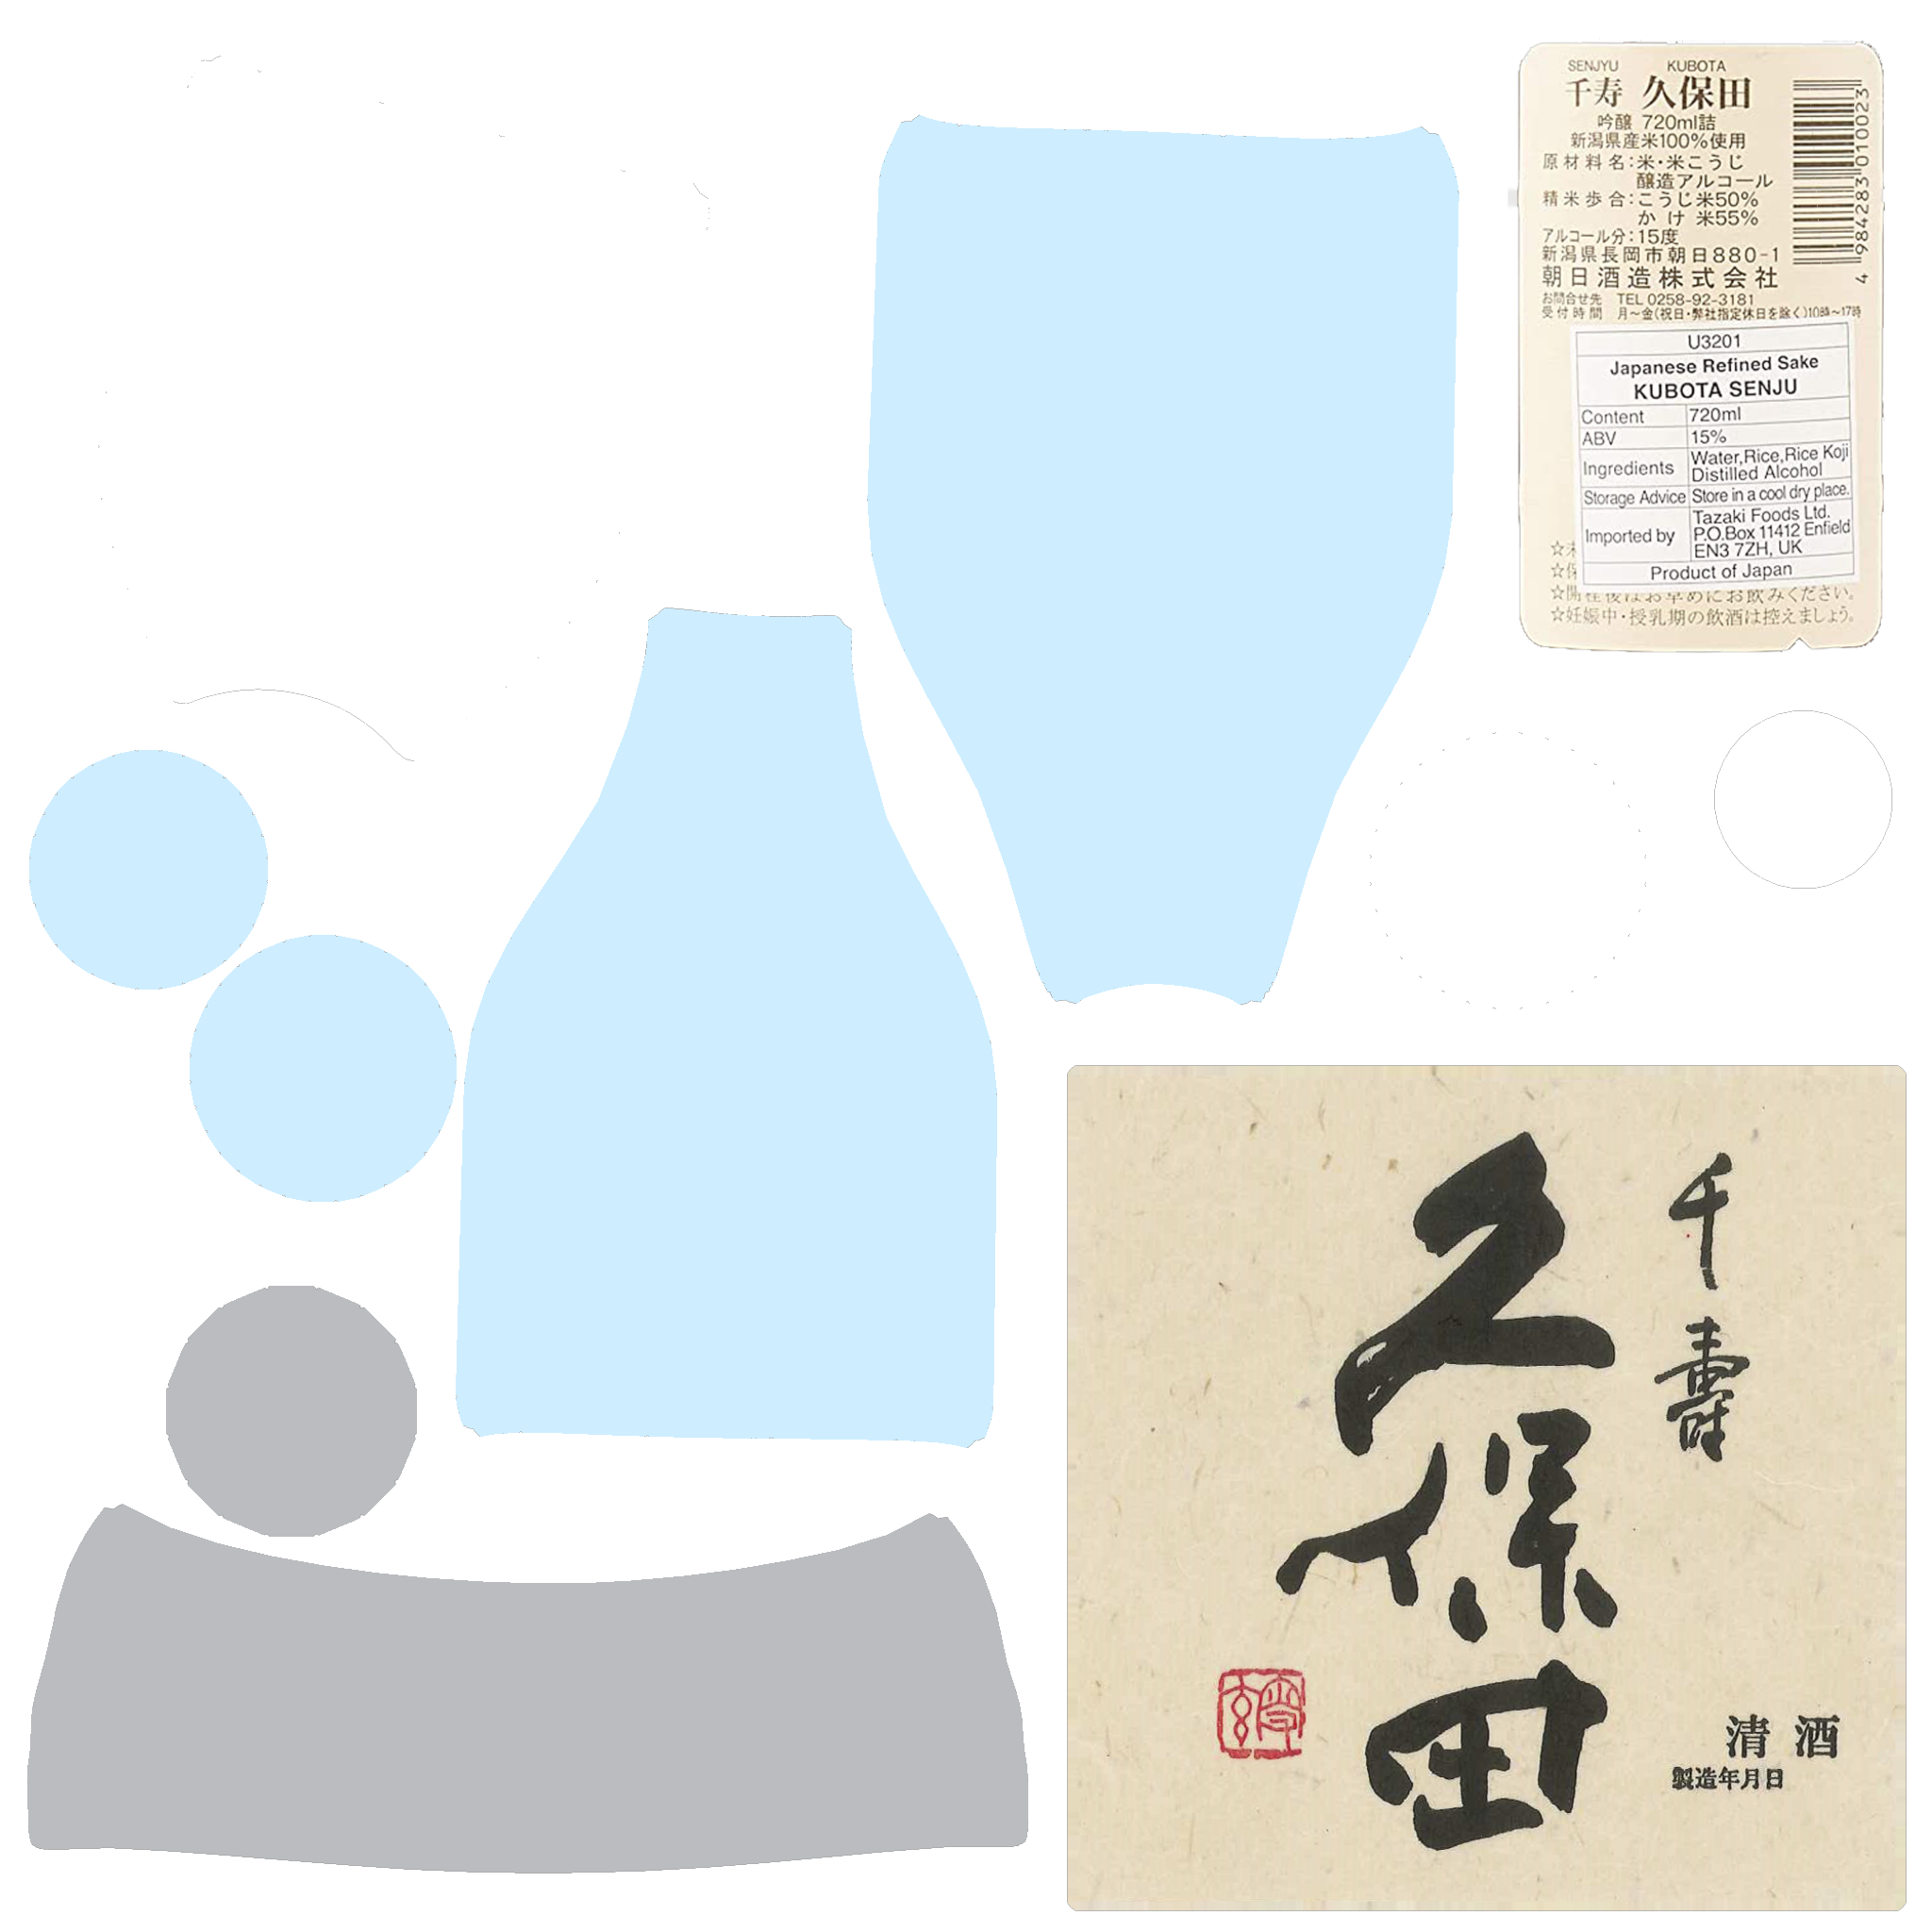 SENJYU KUBOTA
千寿 久保田
吟醸 720ml詰
新潟県産米100%使用
原材料名:米・米こうじ
醸造アルコール
精米歩合:こうじ米50%
かけ 米55%
アルコール分:15度
新潟県長岡市朝日880-1
朝日酒造株式会社
お問合せ先 TEL 0258-92-3181
受付時間 月～金(祝日・弊社指定休日を除く)10時～17時
4 984283 010023
U3201
Japanese Refined Sake
KUBOTA SENJU
Content 720ml
ABV 15%
Ingredients Water,Rice,Rice Koji
Distilled Alcohol
Storage Advice Store in a cool dry place.
Imported by Tazaki Foods Ltd.
P.O.Box 11412 Enfield
EN3 7ZH, UK
Product of Japan
☆開栓後はお早めにお飲みください。
☆妊娠中・授乳期の飲酒は控えましょう。
千壽
久保田
清酒
製造年月日